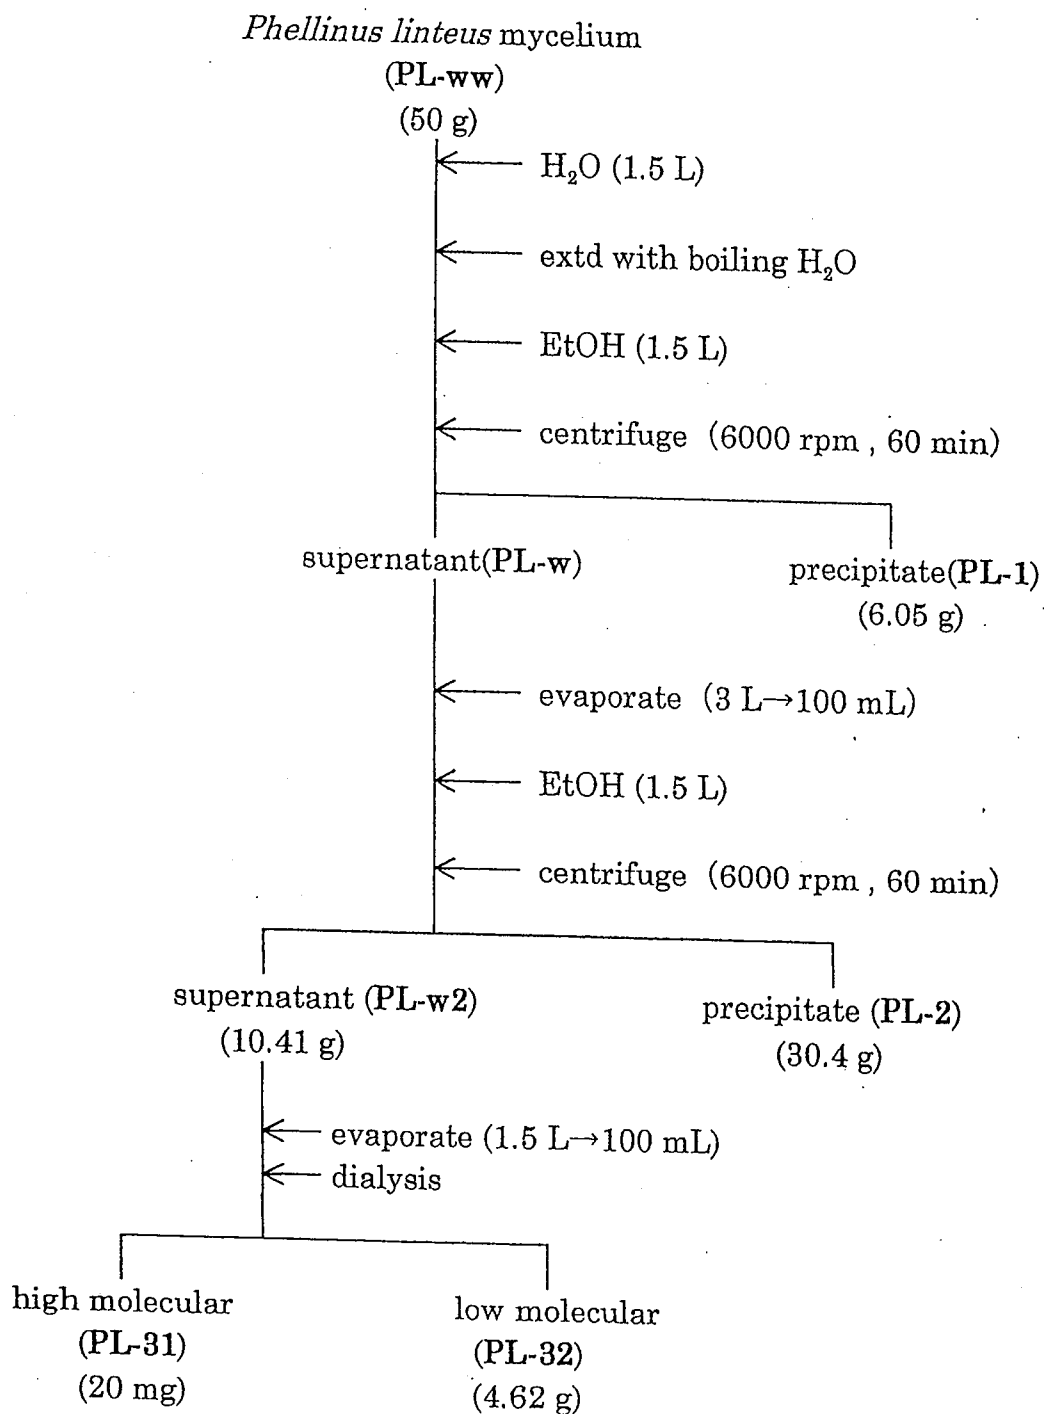 Phellinus linteus mycelium
(PL-ww)
(50 g)
H₂O (1.5 L)
extd with boiling H₂O
EtOH (1.5 L)
centrifuge (6000 rpm , 60 min)
supernatant(PL-w)
precipitate(PL-1)
(6.05 g)
evaporate (3 L→100 mL)
EtOH (1.5 L)
centrifuge (6000 rpm , 60 min)
supernatant (PL-w2)
(10.41 g)
precipitate (PL-2)
(30.4 g)
evaporate (1.5 L→100 mL)
dialysis
high molecular
(PL-31)
(20 mg)
low molecular
(PL-32)
(4.62 g)